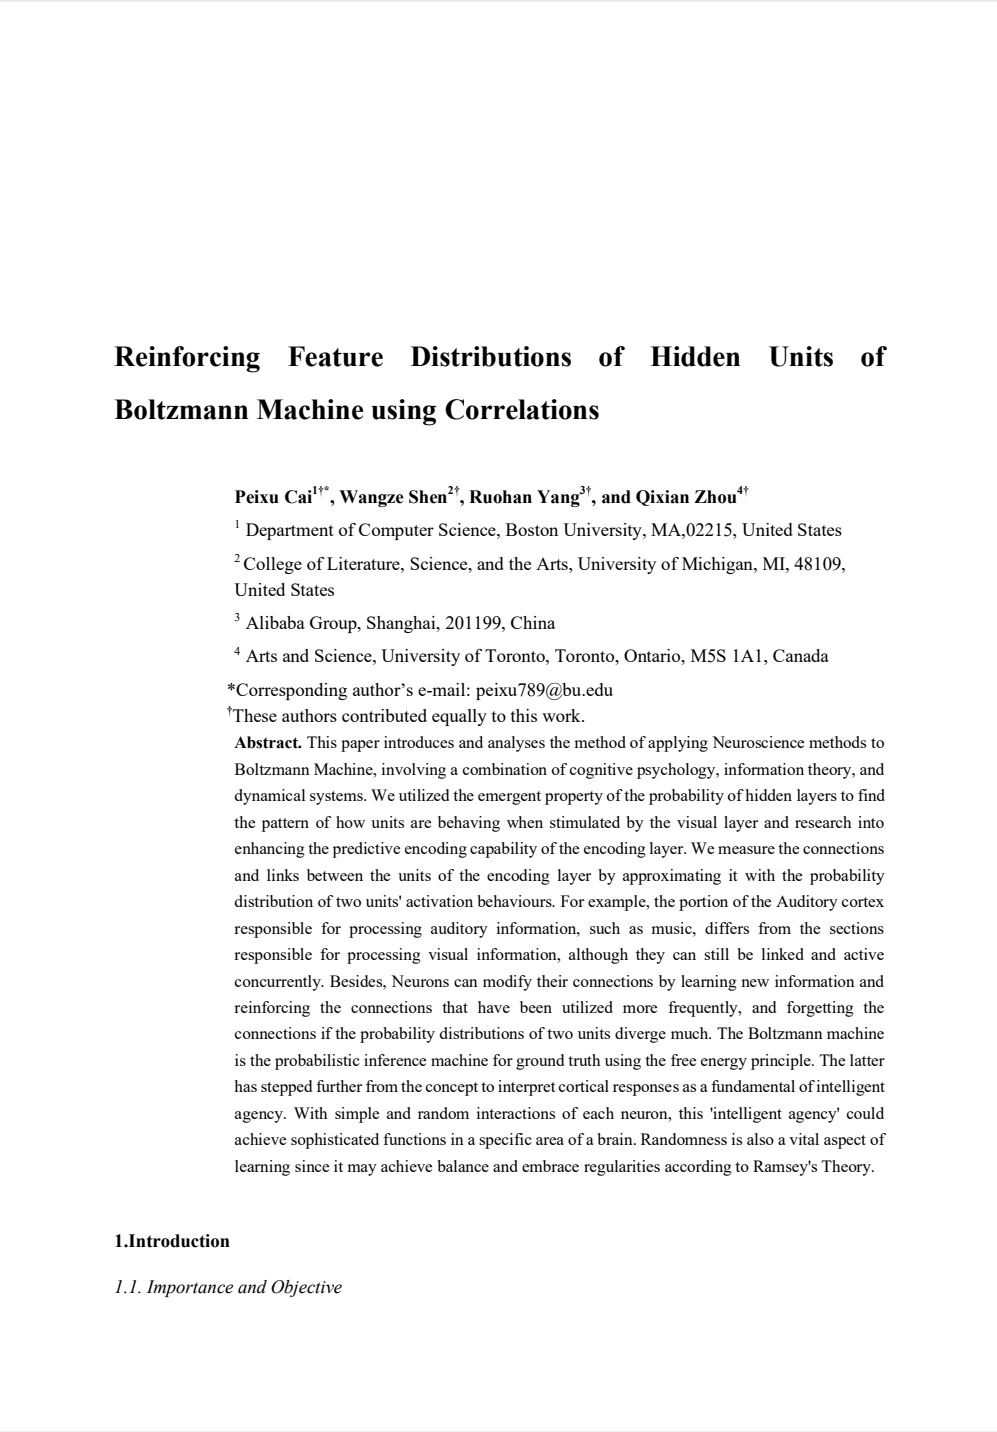 Reinforcing Feature Distributions of Hidden Units of
Boltzmann Machine using Correlations
Peixu Cai1†*, Wangze Shen2†, Ruohan Yang3†, and Qixian Zhou4†
1 Department of Computer Science, Boston University, MA,02215, United States
2 College of Literature, Science, and the Arts, University of Michigan, MI, 48109,
United States
3 Alibaba Group, Shanghai, 201199, China
4 Arts and Science, University of Toronto, Toronto, Ontario, M5S 1A1, Canada
*Corresponding author's e-mail: peixu789@bu.edu
†These authors contributed equally to this work.
Abstract. This paper introduces and analyses the method of applying Neuroscience methods to
Boltzmann Machine, involving a combination of cognitive psychology, information theory, and
dynamical systems. We utilized the emergent property of the probability of hidden layers to find
the pattern of how units are behaving when stimulated by the visual layer and research into
enhancing the predictive encoding capability of the encoding layer. We measure the connections
and links between the units of the encoding layer by approximating it with the probability
distribution of two units' activation behaviours. For example, the portion of the Auditory cortex
responsible for processing auditory information, such as music, differs from the sections
responsible for processing visual information, although they can still be linked and active
concurrently. Besides, Neurons can modify their connections by learning new information and
reinforcing the connections that have been utilized more frequently, and forgetting the
connections if the probability distributions of two units diverge much. The Boltzmann machine
is the probabilistic inference machine for ground truth using the free energy principle. The latter
has stepped further from the concept to interpret cortical responses as a fundamental of intelligent
agency. With simple and random interactions of each neuron, this 'intelligent agency' could
achieve sophisticated functions in a specific area of a brain. Randomness is also a vital aspect of
learning since it may achieve balance and embrace regularities according to Ramsey's Theory.
1.Introduction
1.1. Importance and Objective